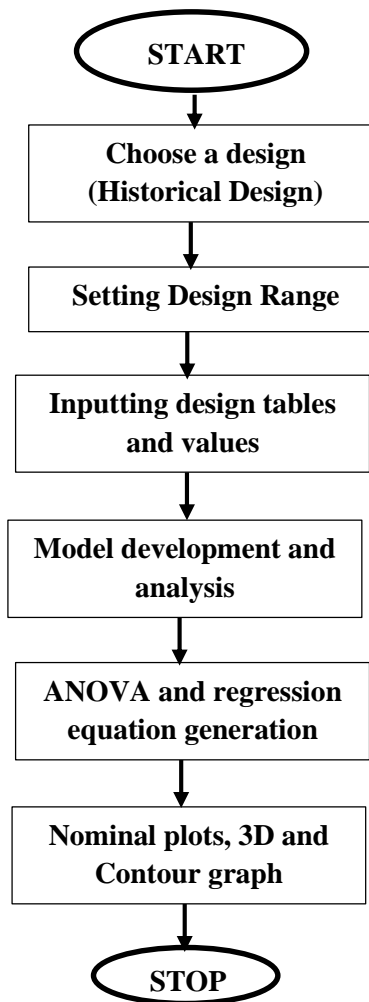 START
Choose a design
(Historical Design)
Setting Design Range
Inputting design tables
and values
Model development and
analysis
ANOVA and regression
equation generation
Nominal plots, 3D and
Contour graph
STOP